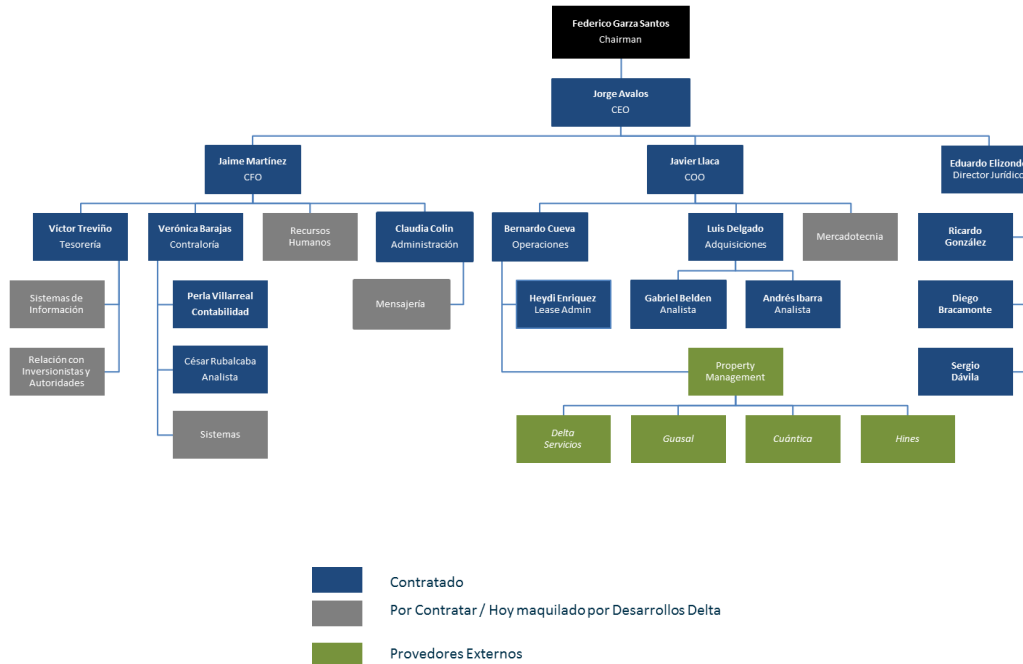 Federico Garza Santos
Chairman
Jorge Avalos
CEO
Jaime Martínez
CFO
Javier Llaca
COO
Eduardo Elizondo
Director Jurídico
Víctor Treviño
Tesorería
Verónica Barajas
Contraloría
Recursos
Humanos
Claudia Colin
Administración
Bernardo Cueva
Operaciones
Luis Delgado
Adquisiciones
Mercadotecnia
Ricardo
González
Sistemas de
Información
Perla Villarreal
Contabilidad
Mensajería
Heydi Enriquez
Lease Admin
Gabriel Belden
Analista
Andrés Ibarra
Analista
Diego
Bracamonte
Relación con
Inversionistas y
Autoridades
César Rubalcaba
Analista
Property
Management
Sergio
Dávila
Sistemas
Delta
Servicios
Guasal
Cuántica
Hines
Contratado
Por Contratar / Hoy maquilado por Desarrollos Delta
Provedores Externos